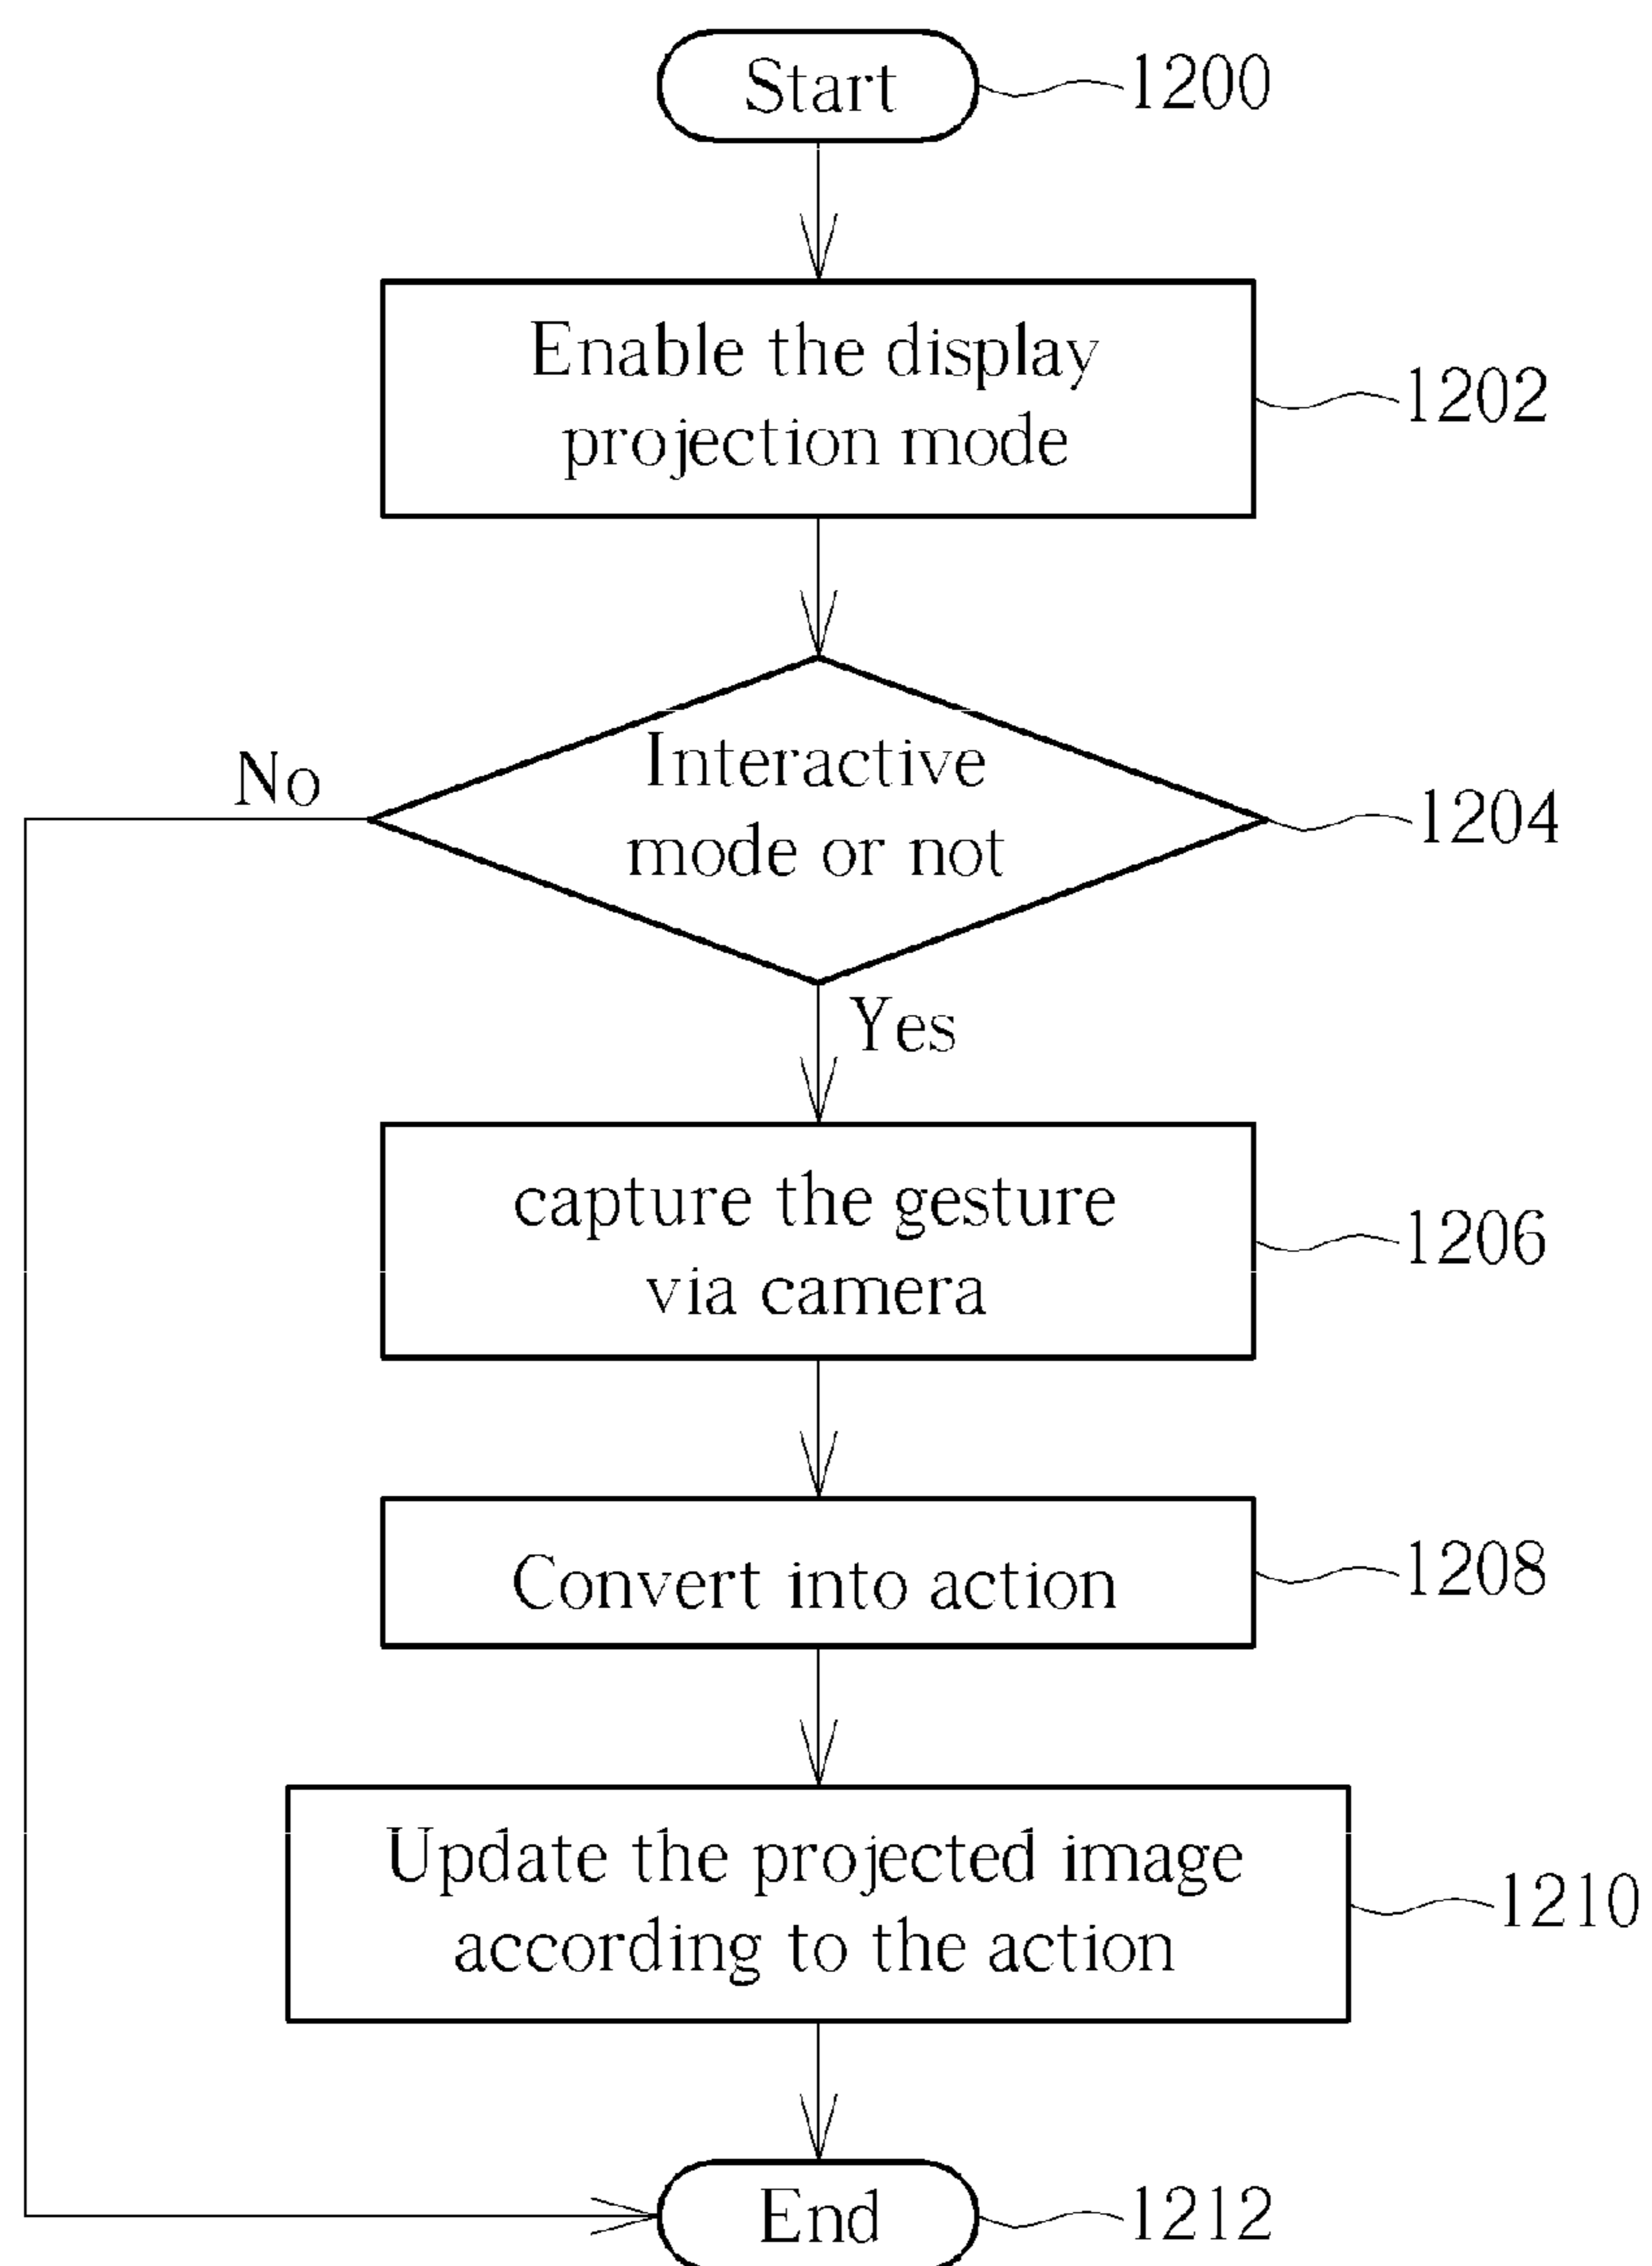 Start
1200
Enable the display
projection mode
1202
Interactive
mode or not
1204
No
Yes
capture the gesture
via camera
1206
Convert into action
1208
Update the projected image
according to the action
1210
End
1212